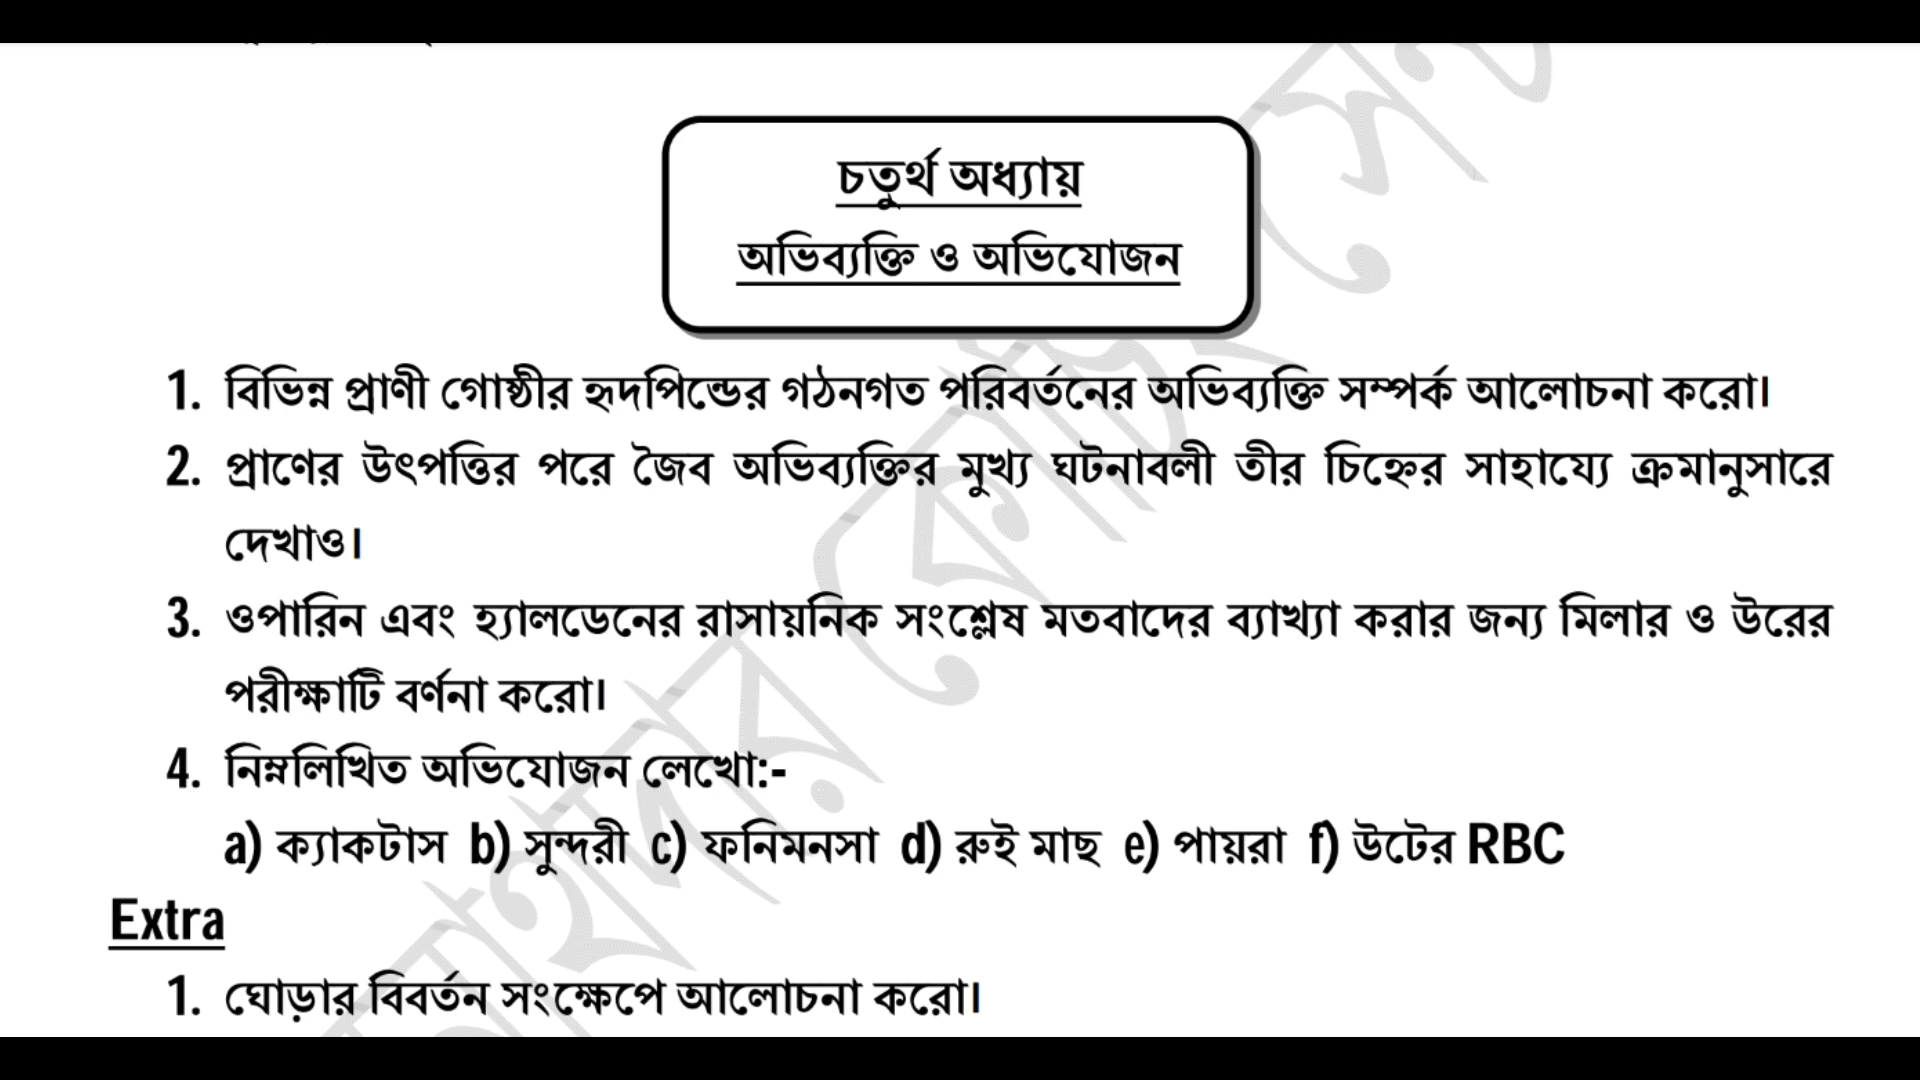 চতুর্থ অধ্যায়
অভিব্যক্তি ও অভিযোজন
1. বিভিন্ন প্রাণী গোষ্ঠীর হৃদপিন্ডের গঠনগত পরিবর্তনের অভিব্যক্তি সম্পর্ক আলোচনা করো।
2. প্রাণের উৎপত্তির পরে জৈব অভিব্যক্তির মুখ্য ঘটনাবলী তীর চিহ্নের সাহায্যে ক্রমানুসারে
দেখাও।
3. ওপারিন এবং হ্যালডেনের রাসায়নিক সংশ্লেষ মতবাদের ব্যাখ্যা করার জন্য মিলার ও উরের
পরীক্ষাটি বর্ণনা করো।
4. নিম্নলিখিত অভিযোজন লেখো:-
a) ক্যাকটাস b) সুন্দরী c) ফনিমনসা d) রুই মাছ e) পায়রা f) উটের RBC
Extra
1. ঘোড়ার বিবর্তন সংক্ষেপে আলোচনা করো।